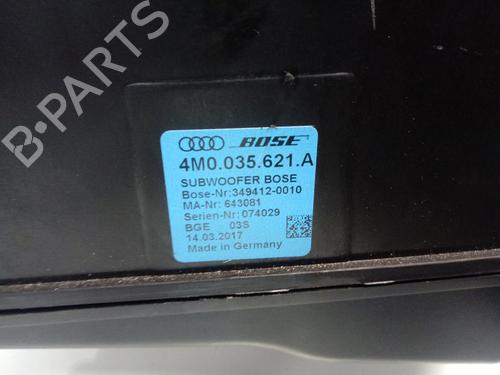 BOSE
4M0.035.621.A
SUBWOOFER BOSE
Bose-Nr:349412-0010
MA-Nr: 643081
Serien-Nr: 074029
BGE 03S
14.03.2017
Made in Germany
B-PARTS